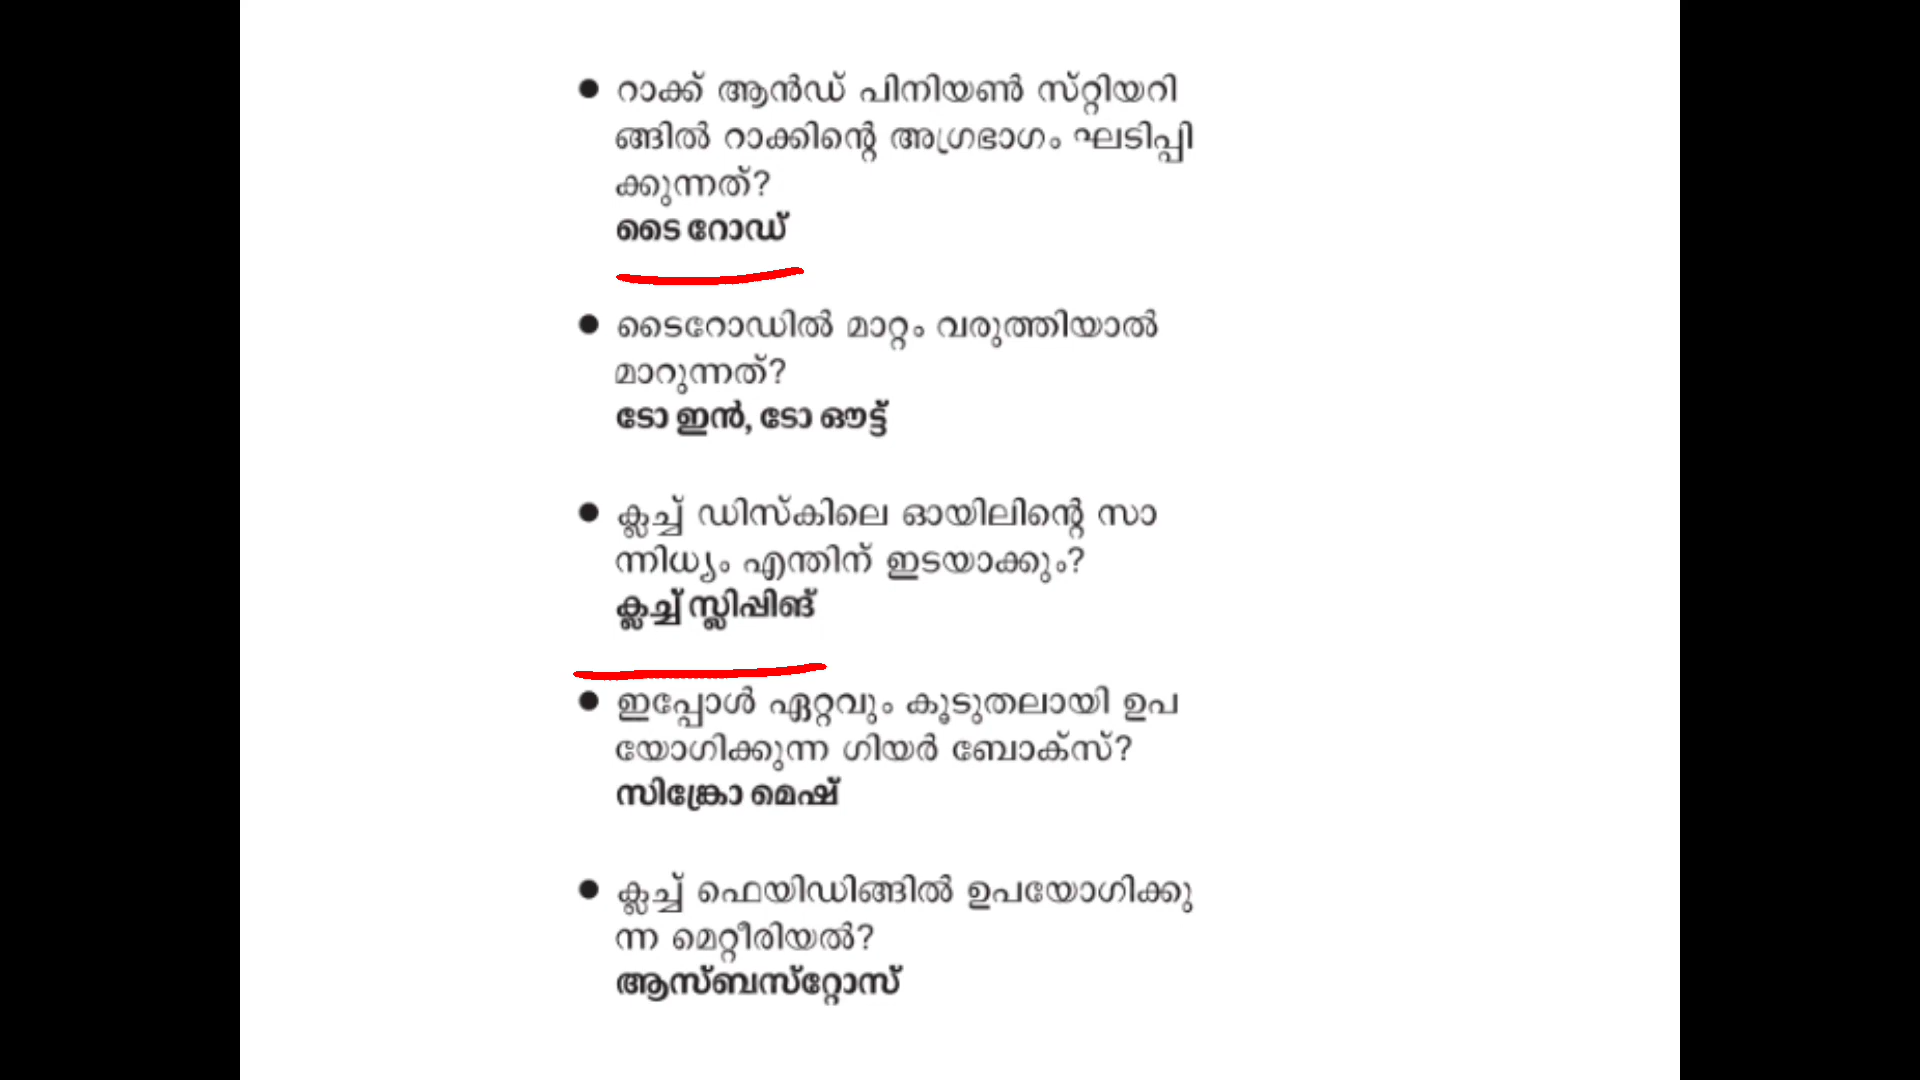 ● റാക്ക് ആൻഡ് പിനിയൺ സ്റ്റിയറി
ങ്ങിൽ റാക്കിന്റെ അഗ്രഭാഗം ഘടിപ്പി
ക്കുന്നത്?
ടൈ റോഡ്
● ടൈറോഡിൽ മാറ്റം വരുത്തിയാൽ
മാറുന്നത്?
ടോ ഇൻ, ടോ ഔട്ട്
● ക്ലച്ച് ഡിസ്കിലെ ഓയിലിന്റെ സാ
ന്നിധ്യം എന്തിന് ഇടയാക്കും?
ക്ലച്ച് സ്ലിപ്പിങ്
● ഇപ്പോൾ ഏറ്റവും കൂടുതലായി ഉപ
യോഗിക്കുന്ന ഗിയർ ബോക്സ്?
സിങ്ക്രോ മെഷ്
● ക്ലച്ച് ഫെയിഡിങ്ങിൽ ഉപയോഗിക്കു
ന്ന മെറ്റീരിയൽ?
ആസ്ബസ്റ്റോസ്